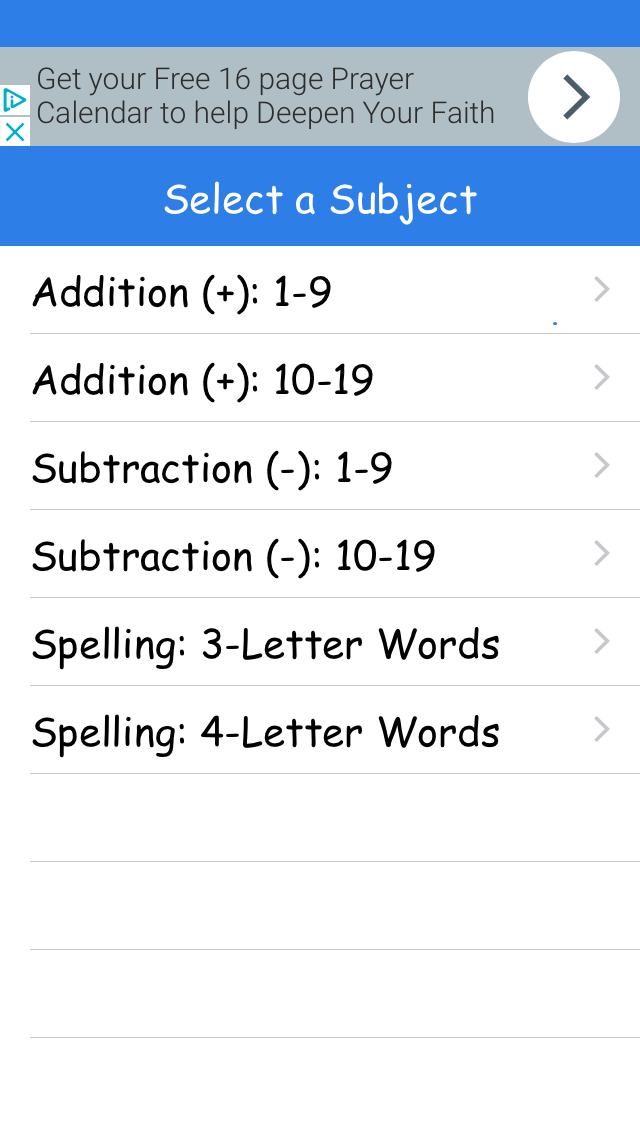 Get your Free 16 page Prayer
Calendar to help Deepen Your Faith
Select a Subject
Addition (+): 1-9
Addition (+): 10-19
Subtraction (-): 1-9
Subtraction (-): 10-19
Spelling: 3-Letter Words
Spelling: 4-Letter Words